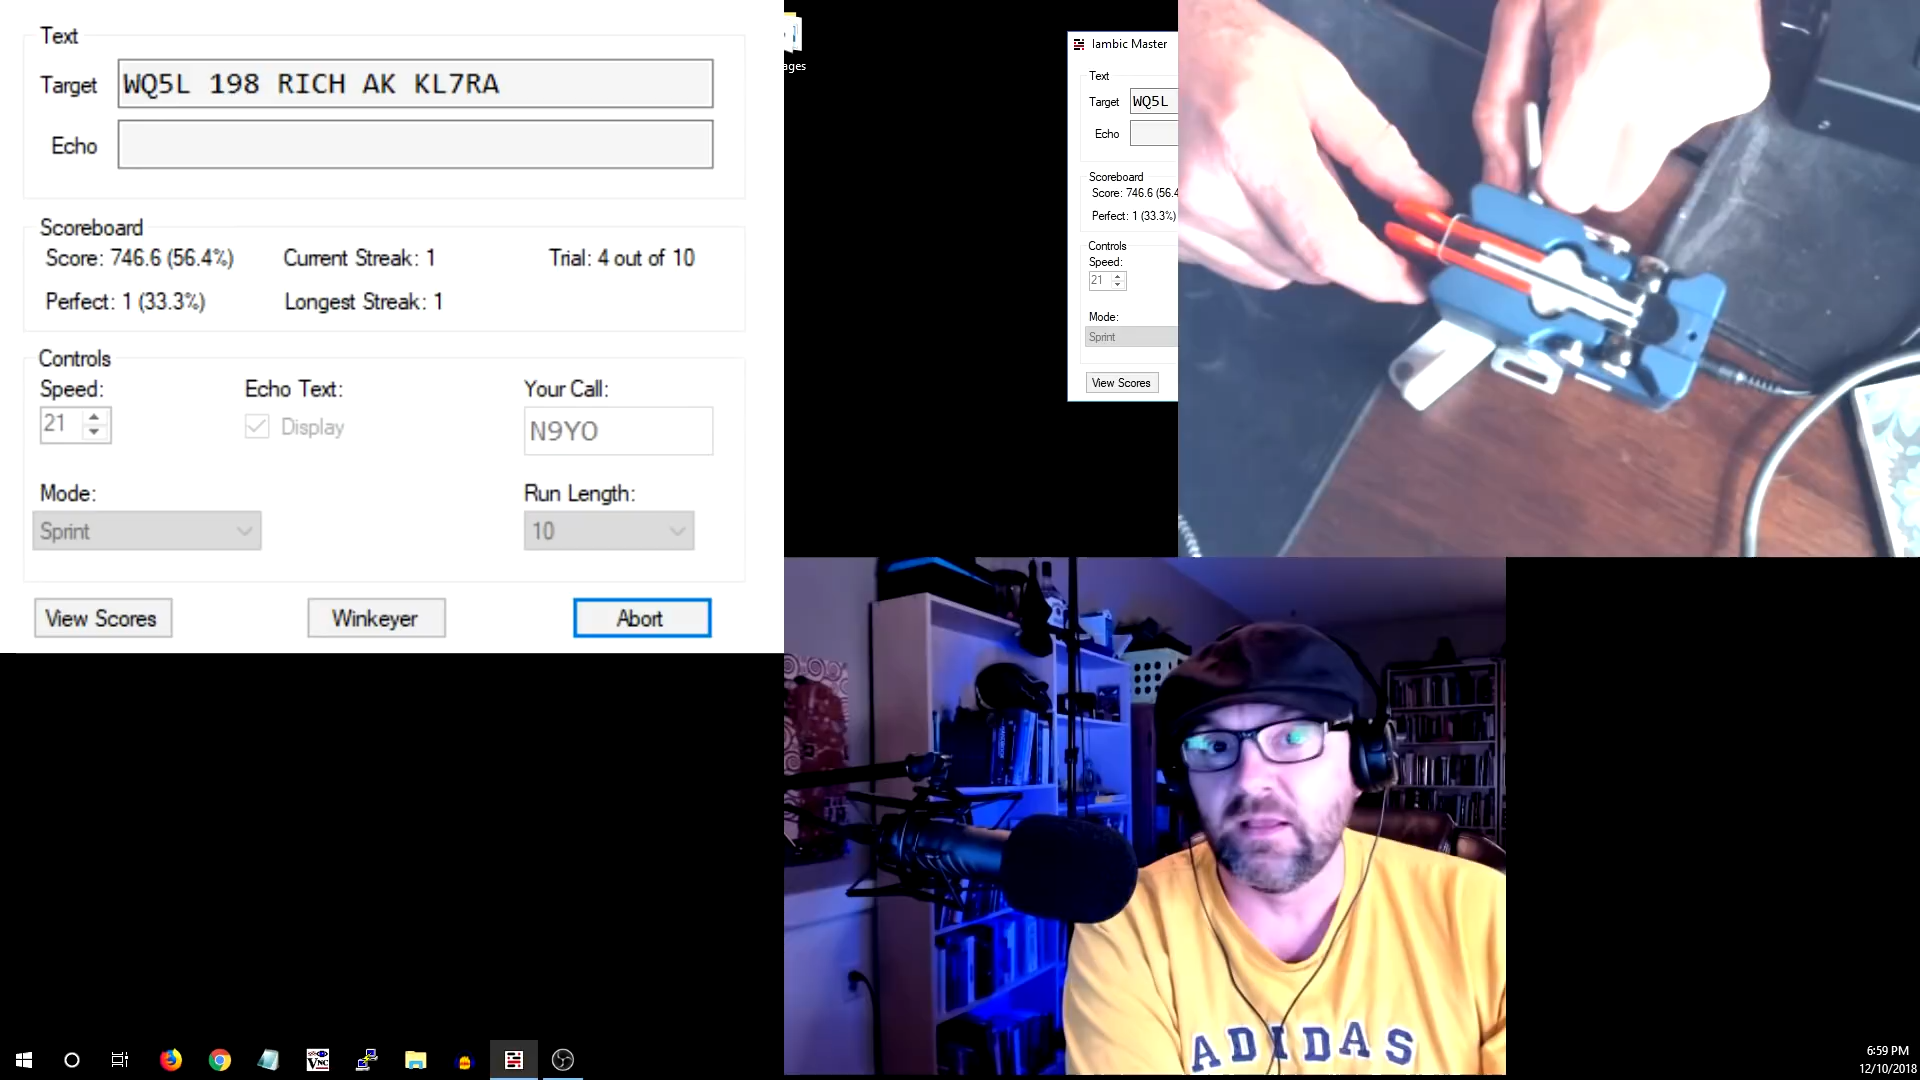 Text
Target WQ5L 198 RICH AK KL7RA
Echo
Scoreboard
Score: 746.6 (56.4%) Current Streak: 1 Trial: 4 out of 10
Perfect: 1 (33.3%) Longest Streak: 1
Controls
Speed: Echo Text: Your Call:
21 Display N9YO
Mode: Run Length:
Sprint 10
View Scores Winkeyer Abort
ages
Iambic Master
Text
Target WQ5L
Echo
Scoreboard
Score: 746.6 (56.4
Perfect: 1 (33.3%)
Controls
Speed:
21
Mode:
Sprint
View Scores
ADIDAS
VNC
6:59 PM
12/10/2018